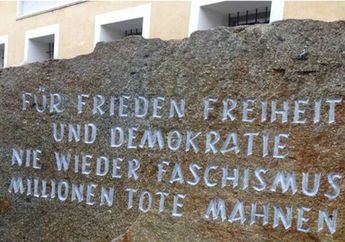 FÜR FRIEDEN FREIHEIT
UND DEMOKRATIE
NIE WIEDER FASCHISMUS
MILLIONEN TOTE MAHNEN